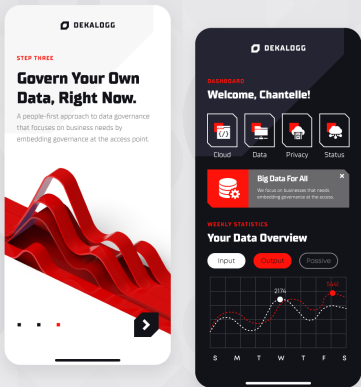 DEKALOGG
STEP THREE
Govern Your Own
Data, Right Now.
A people-first approach to data governance
that focuses on business needs by
embedding governance at the access point.
DEKALOGG
DASHBOARD
Welcome, Chantelle!
Cloud Data Privacy Status
Big Data For All
We focus on businesses that needs
embedding governance at the access
WEEKLY STATISTICS
Your Data Overview
Input Output Passive
2174
S M T W T F S